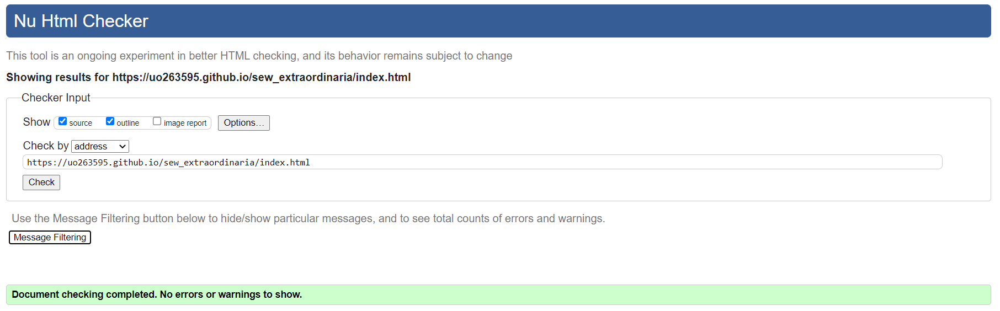 Nu Html Checker
This tool is an ongoing experiment in better HTML checking, and its behavior remains subject to change
Showing results for https://uo263595.github.io/sew_extraordinaria/index.html
Checker Input
Show source outline image report Options...
Check by address
https://uo263595.github.io/sew_extraordinaria/index.html
Check
Use the Message Filtering button below to hide/show particular messages, and to see total counts of errors and warnings.
Message Filtering
Document checking completed. No errors or warnings to show.